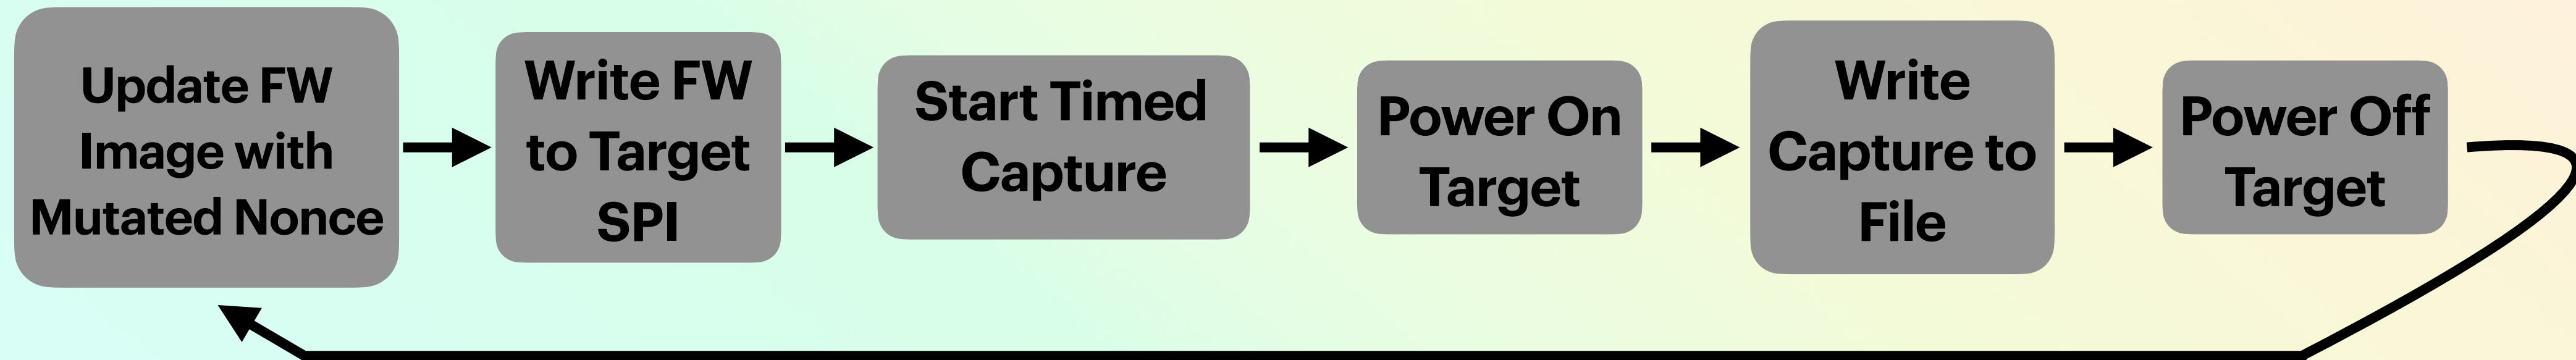 Update FW
Image with
Mutated Nonce
Write FW
to Target
SPI
Start Timed
Capture
Power On
Target
Write
Capture to
File
Power Off
Target